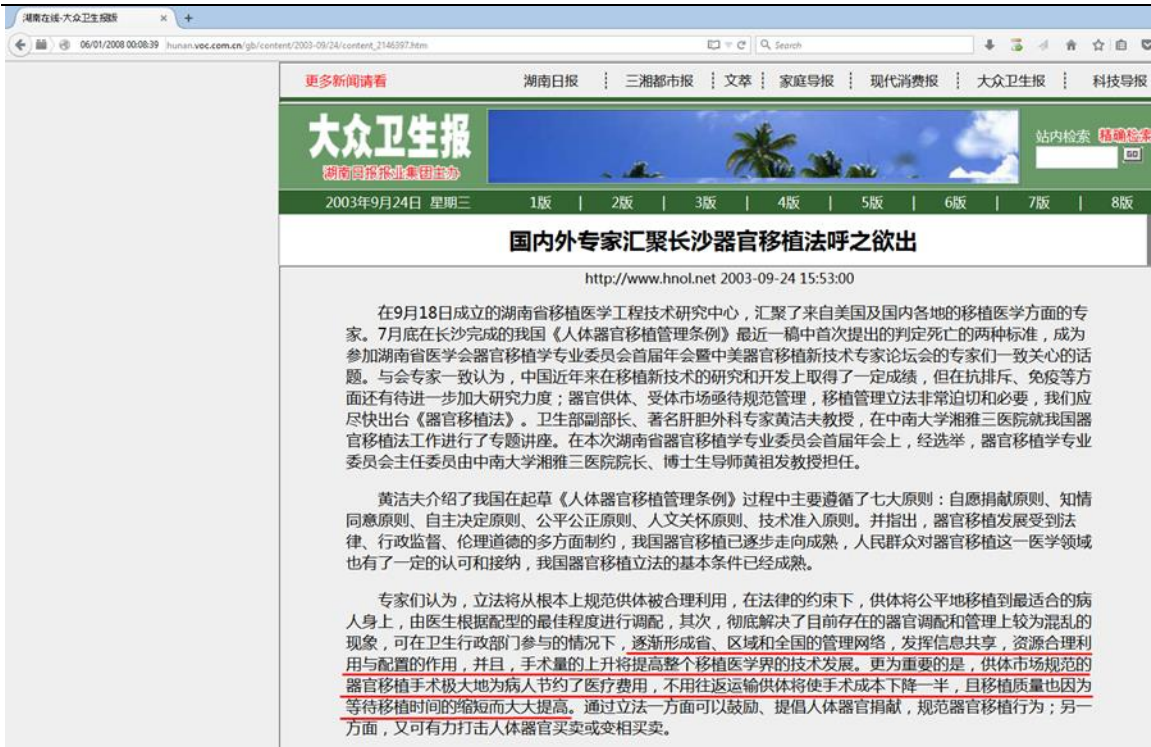 湖南在线-大众卫生报版 × +
06/01/2008 00:08:39 hunan.voc.com.cn/gb/content/2003-09/24/content_2146397.htm Search
更多新闻请看 湖南日报 三湘都市报 文萃 家庭导报 现代消费报 大众卫生报 科技导报
大众卫生报
湖南日报报业集团主办
站内检索 精确检索
GO
2003年9月24日 星期三 1版 | 2版 | 3版 | 4版 | 5版 | 6版 | 7版 | 8版
国内外专家汇聚长沙器官移植法呼之欲出
http://www.hnol.net 2003-09-24 15:53:00
在9月18日成立的湖南省移植医学工程技术研究中心，汇聚了来自美国及国内各地的移植医学方面的专
家。7月底在长沙完成的我国《人体器官移植管理条例》最近一稿中首次提出的判定死亡的两种标准，成为
参加湖南省医学会器官移植学专业委员会首届年会暨中美器官移植新技术专家论坛会的专家们一致关心的话
题。与会专家一致认为，中国近年来在移植新技术的研究和开发上取得了一定成绩，但在抗排斥、免疫等方
面还有待进一步加大研究力度；器官供体、受体市场亟待规范管理，移植管理立法非常迫切和必要，我们应
尽快出台《器官移植法》。卫生部副部长、著名肝胆外科专家黄洁夫教授，在中南大学湘雅三医院就我国器
官移植法工作进行了专题讲座。在本次湖南省器官移植学专业委员会首届年会上，经选举，器官移植学专业
委员会主任委员由中南大学湘雅三医院院长、博士生导师黄祖发教授担任。
黄洁夫介绍了我国在起草《人体器官移植管理条例》过程中主要遵循了七大原则：自愿捐献原则、知情
同意原则、自主决定原则、公平公正原则、人文关怀原则、技术准入原则。并指出，器官移植发展受到法
律、行政监督、伦理道德的多方面制约，我国器官移植已逐步走向成熟，人民群众对器官移植这一医学领域
也有了一定的认可和接纳，我国器官移植立法的基本条件已经成熟。
专家们认为，立法将从根本上规范供体被合理利用，在法律的约束下，供体将公平地移植到最适合的病
人身上，由医生根据配型的最佳程度进行调配，其次，彻底解决了目前存在的器官调配和管理上较为混乱的
现象，可在卫生行政部门参与的情况下，逐渐形成省、区域和全国的管理网络，发挥信息共享，资源合理利
用与配置的作用，并且，手术量的上升将提高整个移植医学界的技术发展。更为重要的是，供体市场规范的
器官移植手术极大地为病人节约了医疗费用，不用往返运输供体将使手术成本下降一半，且移植质量也因为
等待移植时间的缩短而大大提高。通过立法一方面可以鼓励、提倡人体器官捐献，规范器官移植行为；另一
方面，又可有力打击人体器官买卖或变相买卖。